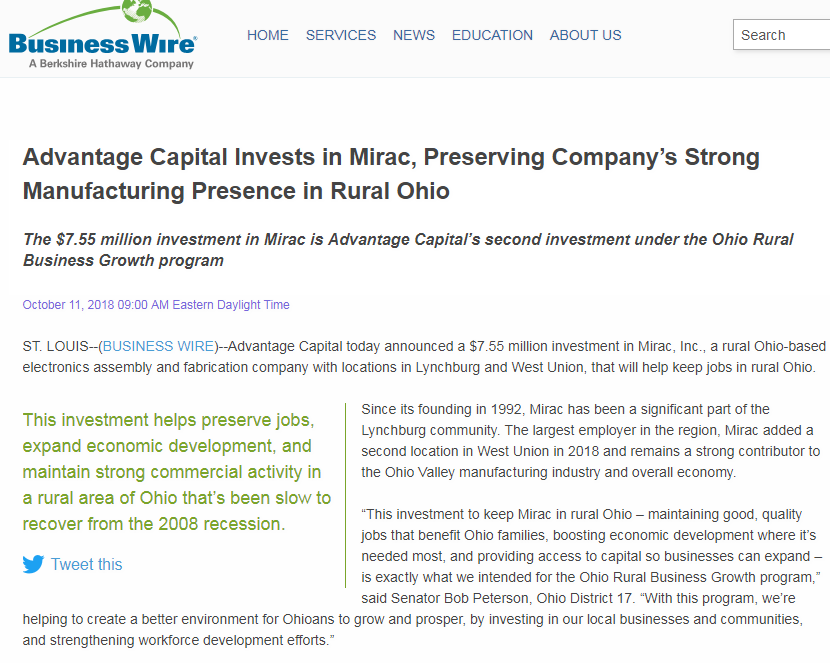 BUSINESS WIRE®
A Berkshire Hathaway Company
HOME SERVICES NEWS EDUCATION ABOUT US
Search
Advantage Capital Invests in Mirac, Preserving Company’s Strong
Manufacturing Presence in Rural Ohio
The $7.55 million investment in Mirac is Advantage Capital’s second investment under the Ohio Rural
Business Growth program
October 11, 2018 09:00 AM Eastern Daylight Time
ST. LOUIS--(BUSINESS WIRE)--Advantage Capital today announced a $7.55 million investment in Mirac, Inc., a rural Ohio-based
electronics assembly and fabrication company with locations in Lynchburg and West Union, that will help keep jobs in rural Ohio.
This investment helps preserve jobs,
expand economic development, and
maintain strong commercial activity in
a rural area of Ohio that’s been slow to
recover from the 2008 recession.
Tweet this
Since its founding in 1992, Mirac has been a significant part of the
Lynchburg community. The largest employer in the region, Mirac added a
second location in West Union in 2018 and remains a strong contributor to
the Ohio Valley manufacturing industry and overall economy.
“This investment to keep Mirac in rural Ohio – maintaining good, quality
jobs that benefit Ohio families, boosting economic development where it’s
needed most, and providing access to capital so businesses can expand –
is exactly what we intended for the Ohio Rural Business Growth program,”
said Senator Bob Peterson, Ohio District 17. “With this program, we’re
helping to create a better environment for Ohioans to grow and prosper, by investing in our local businesses and communities,
and strengthening workforce development efforts.”